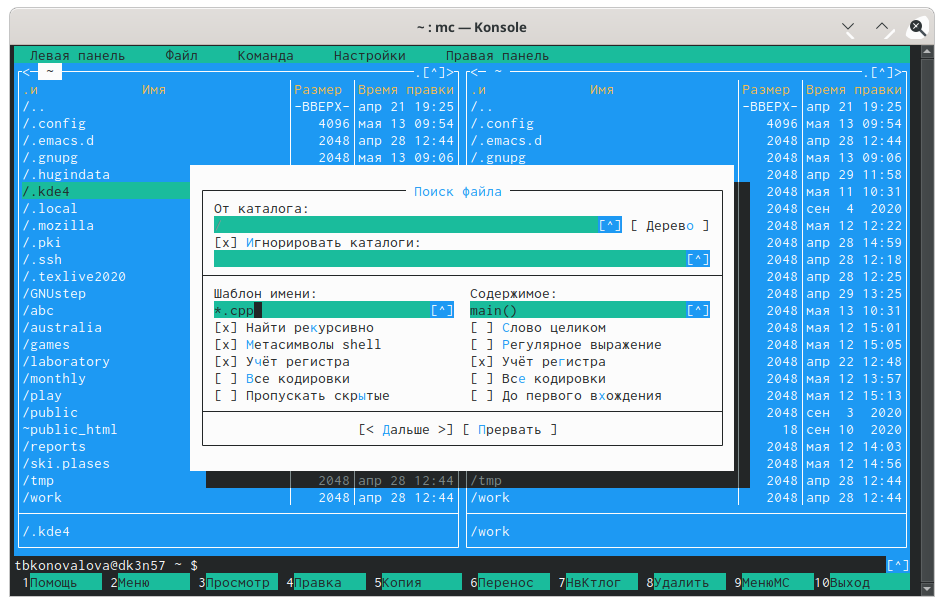 ~ : mc — Konsole
Левая панель Файл Команда Настройки Правая панель
<─ ~ .[^]> <─ ~ .[^]>
.и Имя Размер Время правки .и Имя Размер Время правки
/.. -ВВЕРХ- апр 21 19:25 /.. -ВВЕРХ- апр 21 19:25
/.config 4096 мая 13 09:54 /.config 4096 мая 13 09:54
/.emacs.d 2048 апр 28 12:44 /.emacs.d 2048 апр 28 12:44
/.gnupg 2048 мая 13 09:06 /.gnupg 2048 мая 13 09:06
/.hugindata 2048 апр 29 11:58
/.kde4 Поиск файла 2048 мая 11 10:31
/.local От каталога: 2048 сен 4 2020
/.mozilla [^] [ Дерево ] 2048 мая 12 12:22
/.pki [x] Игнорировать каталоги: 2048 апр 28 14:59
/.ssh [^] 2048 апр 28 12:18
/.texlive2020 2048 апр 28 12:25
/GNUstep Шаблон имени: Содержимое: 2048 апр 29 13:25
/abc *.cpp [^] main() [^] 2048 мая 13 10:31
/australia [x] Найти рекурсивно [ ] Слово целиком 2048 мая 12 15:01
/games [x] Метасимволы shell [ ] Регулярное выражение 2048 мая 12 15:05
/laboratory [x] Учёт регистра [x] Учёт регистра 2048 апр 22 12:48
/monthly [ ] Все кодировки [ ] Все кодировки 2048 мая 12 13:57
/play [ ] Пропускать скрытые [ ] До первого вхождения 2048 мая 12 15:13
/public 2048 сен 3 2020
~public_html [< Дальше >] [ Прервать ] 18 сен 10 2020
/reports 2048 мая 12 14:03
/ski.plases 2048 мая 12 14:56
/tmp 2048 апр 28 12:44 /tmp 2048 апр 28 12:44
/work 2048 апр 28 12:44 /work 2048 апр 28 12:44
/.kde4 /work
tbkonovalova@dk3n57 ~ $ [^]
1Помощь 2Меню 3Просмотр 4Правка 5Копия 6Перенос 7НвКтлог 8Удалить 9МенюМС 10Выход